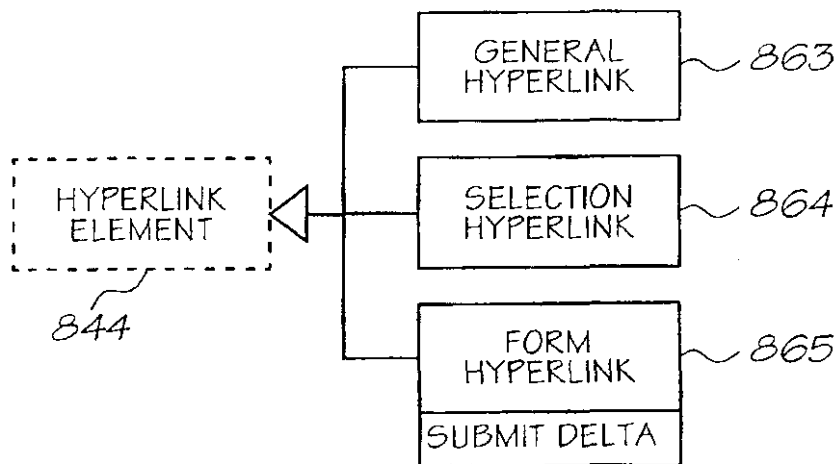 GENERAL
HYPERLINK
863
HYPERLINK
ELEMENT
844
SELECTION
HYPERLINK
864
FORM
HYPERLINK
865
SUBMIT DELTA